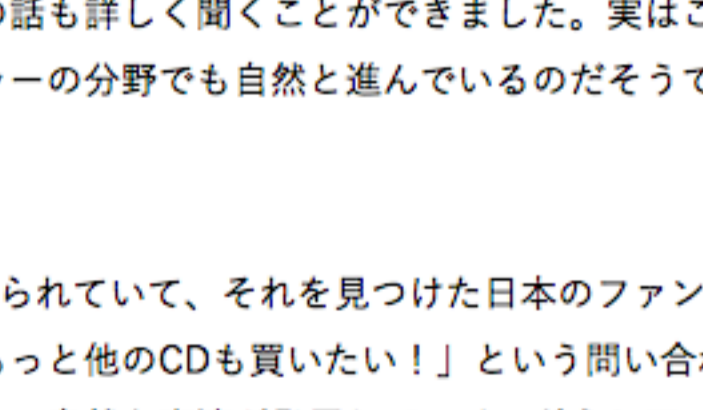 話も詳しく聞くことができました。実はこ
ーの分野でも自然と進んでいるのだそうで
られていて、それを見つけた日本のファン
っと他のCDも買いたい！」という問い合わ